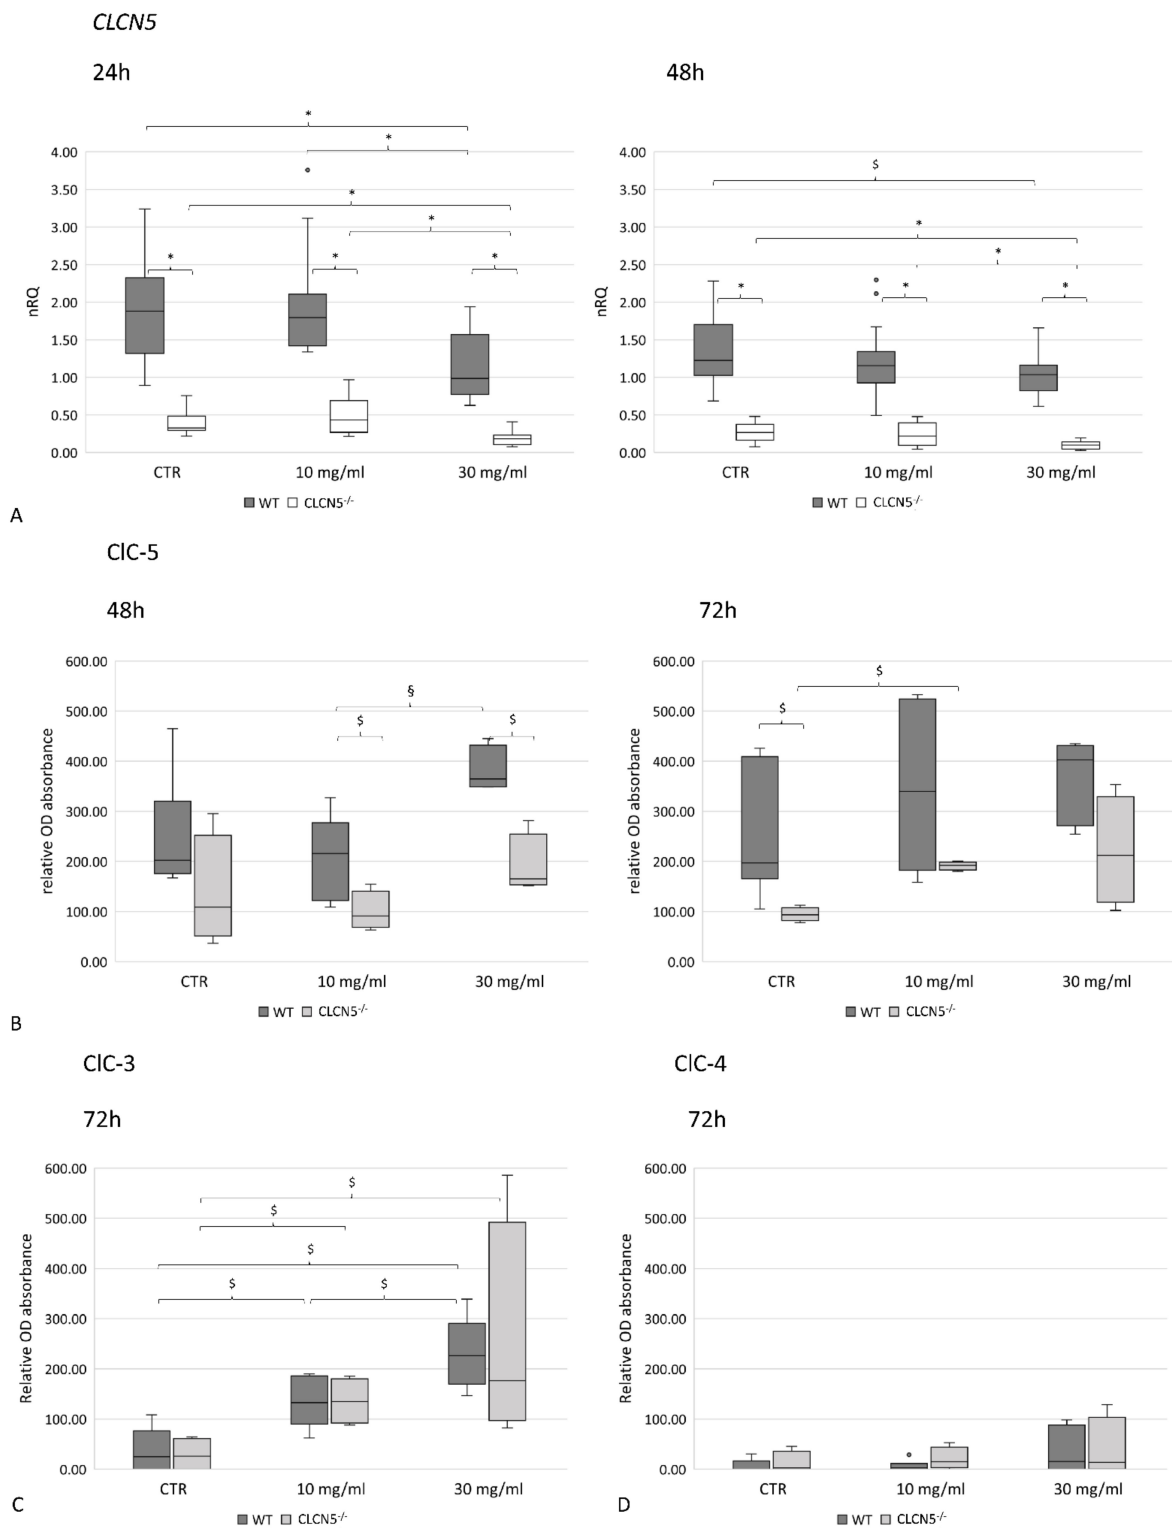 CLCN5
24h
48h
*
*
*
*
*
*
*
$
*
*
*
*
*
nRQ
4.00
3.50
3.00
2.50
2.00
1.50
1.00
0.50
0.00
CTR
10 mg/ml
30 mg/ml
WT CLCN5-/-
nRQ
4.00
3.50
3.00
2.50
2.00
1.50
1.00
0.50
0.00
CTR
10 mg/ml
30 mg/ml
WT CLCN5-/-
A
ClC-5
48h
72h
§
$
$
$
$
relative OD absorbance
600.00
500.00
400.00
300.00
200.00
100.00
0.00
CTR
10 mg/ml
30 mg/ml
WT CLCN5-/-
relative OD absorbance
600.00
500.00
400.00
300.00
200.00
100.00
0.00
CTR
10 mg/ml
30 mg/ml
WT CLCN5-/-
B
ClC-3
72h
ClC-4
72h
$
$
$
$
$
Relative OD absorbance
600.00
500.00
400.00
300.00
200.00
100.00
0.00
CTR
10 mg/ml
30 mg/ml
WT CLCN5-/-
C
Relative OD absorbance
600.00
500.00
400.00
300.00
200.00
100.00
0.00
CTR
10 mg/ml
30 mg/ml
WT CLCN5-/-
D